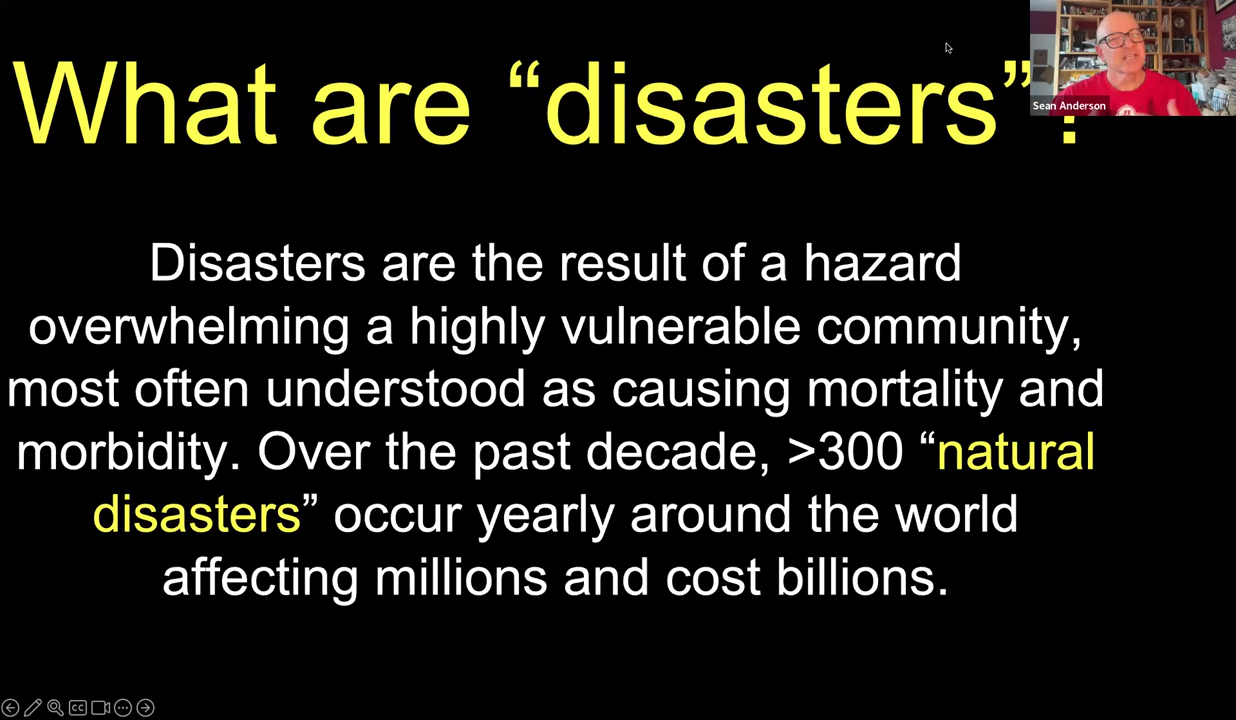 What are “disasters”?
Sean Anderson
Disasters are the result of a hazard
overwhelming a highly vulnerable community,
most often understood as causing mortality and
morbidity. Over the past decade, >300 “natural
disasters” occur yearly around the world
affecting millions and cost billions.
CC